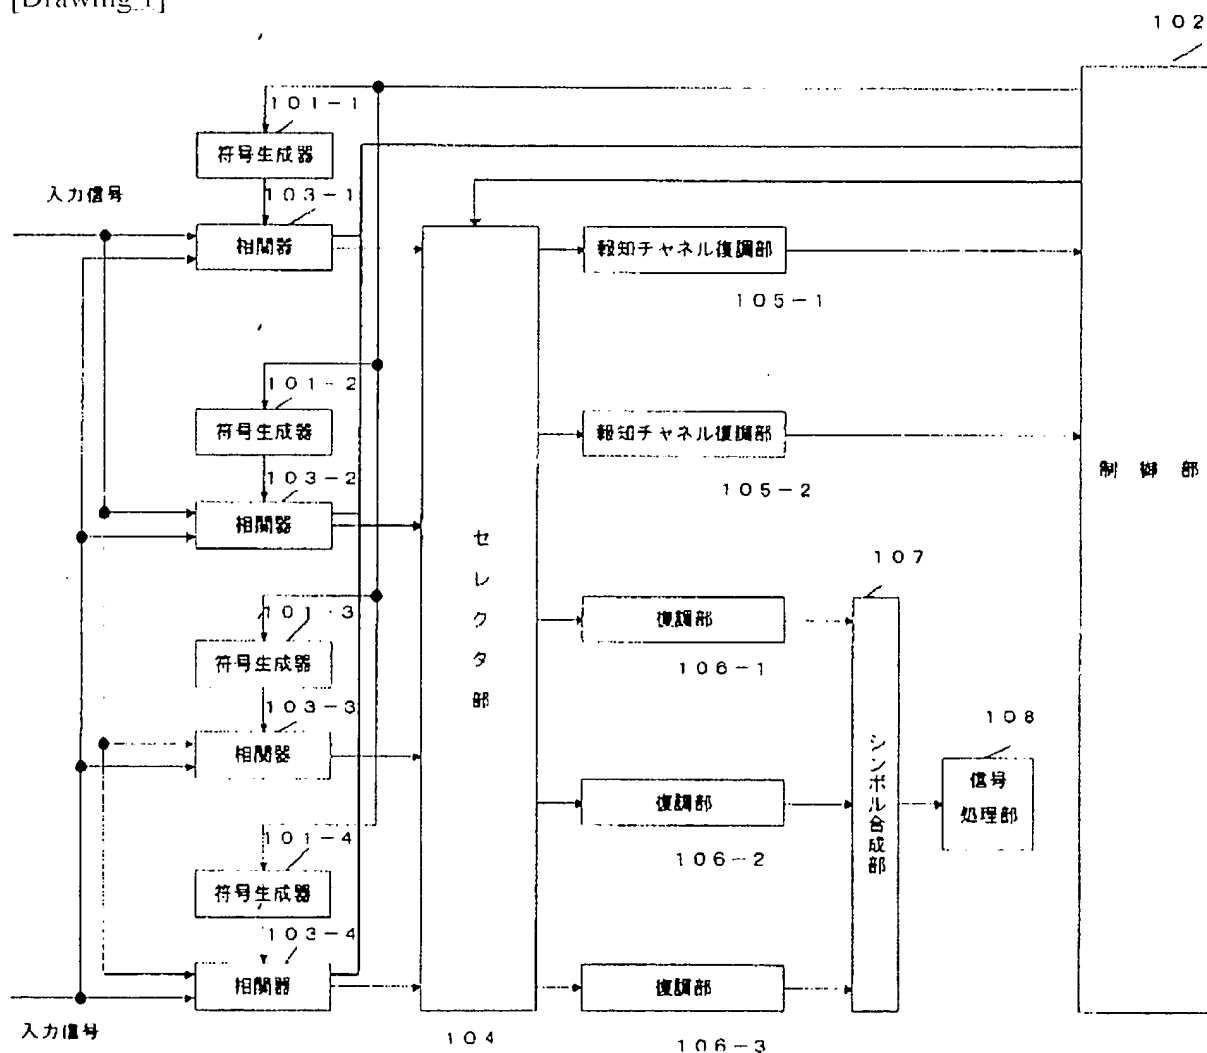 [Drawing 1]
102
101-1
符号生成器
入力信号
103-1
相関器
報知チャネル復調部
105-1
101-2
符号生成器
103-2
相関器
報知チャネル復調部
105-2
制御部
セレクタ部
107
101-3
符号生成器
復調部
106-1
103-3
相関器
シンボル合成部
108
信号
処理部
復調部
106-2
101-4
符号生成器
103-4
相関器
復調部
入力信号
104
106-3